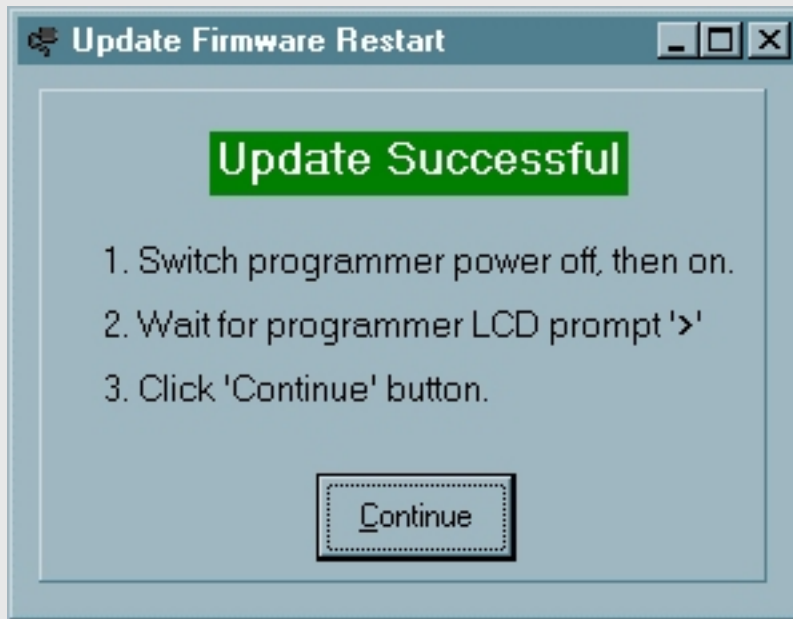 Update Firmware Restart
Update Successful
1. Switch programmer power off, then on.
2. Wait for programmer LCD prompt '>'
3. Click 'Continue' button.
Continue